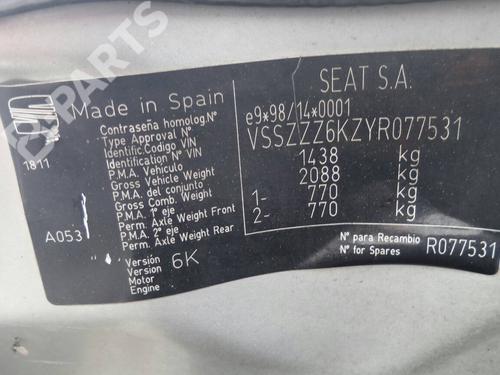 SEAT S.A.
Made in Spain
1811
A053
Contraseña homolog.Nº
Type Approval Nº
e9*98/14*0001
Identific.Código VIN
Identification Nº VIN
VSSZZZ6KZYR077531
P.M.A. Vehículo
Gross Vehicle Weight
1438 kg
P.M.A. del conjunto
Gross Comb. Weight
2088 kg
P.M.A. 1º eje
Perm. Axle Weight Front
1- 770 kg
P.M.A. 2º eje
Perm. Axle Weight Rear
2- 770 kg
Versión
Version
6K
Motor
Engine
Nº para Recambio
Nº for Spares
R077531
B-PARTS